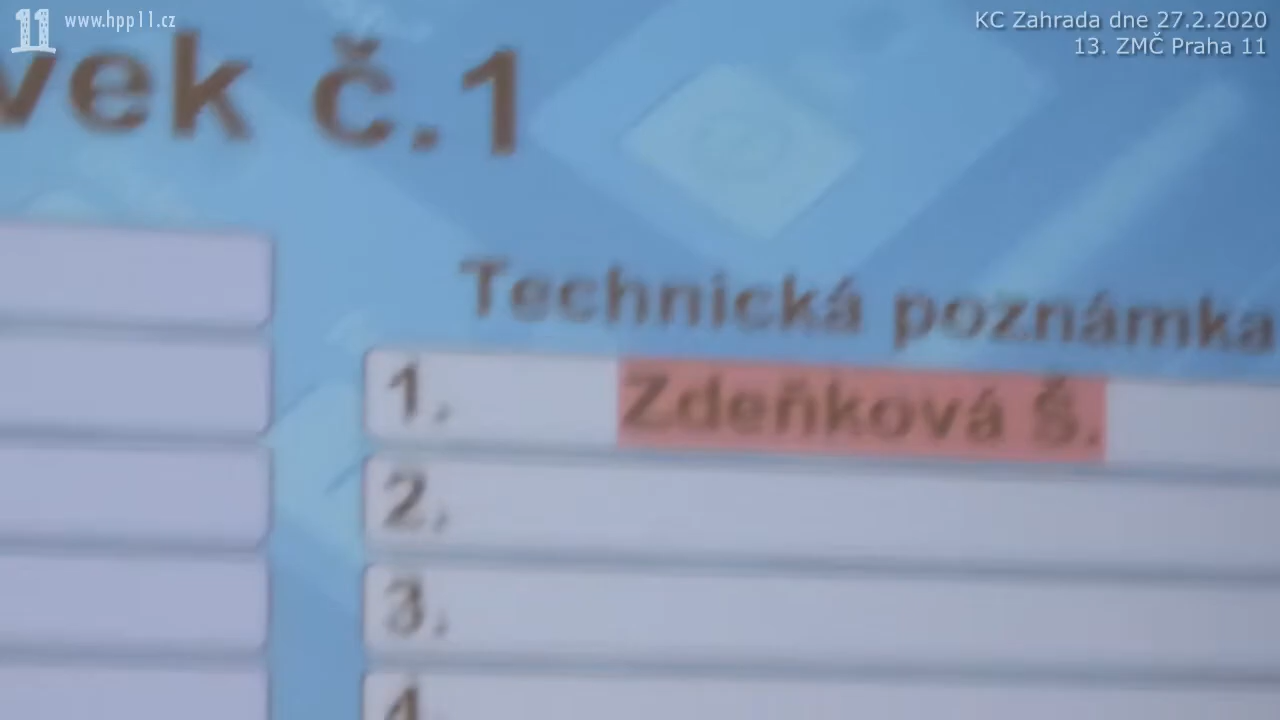 11 www.hpp11.cz
KC Zahrada dne 27.2.2020
13. ZMČ Praha 11
vek č.1
Technická poznámka
1. Zdeňková Š.
2.
3.
4.